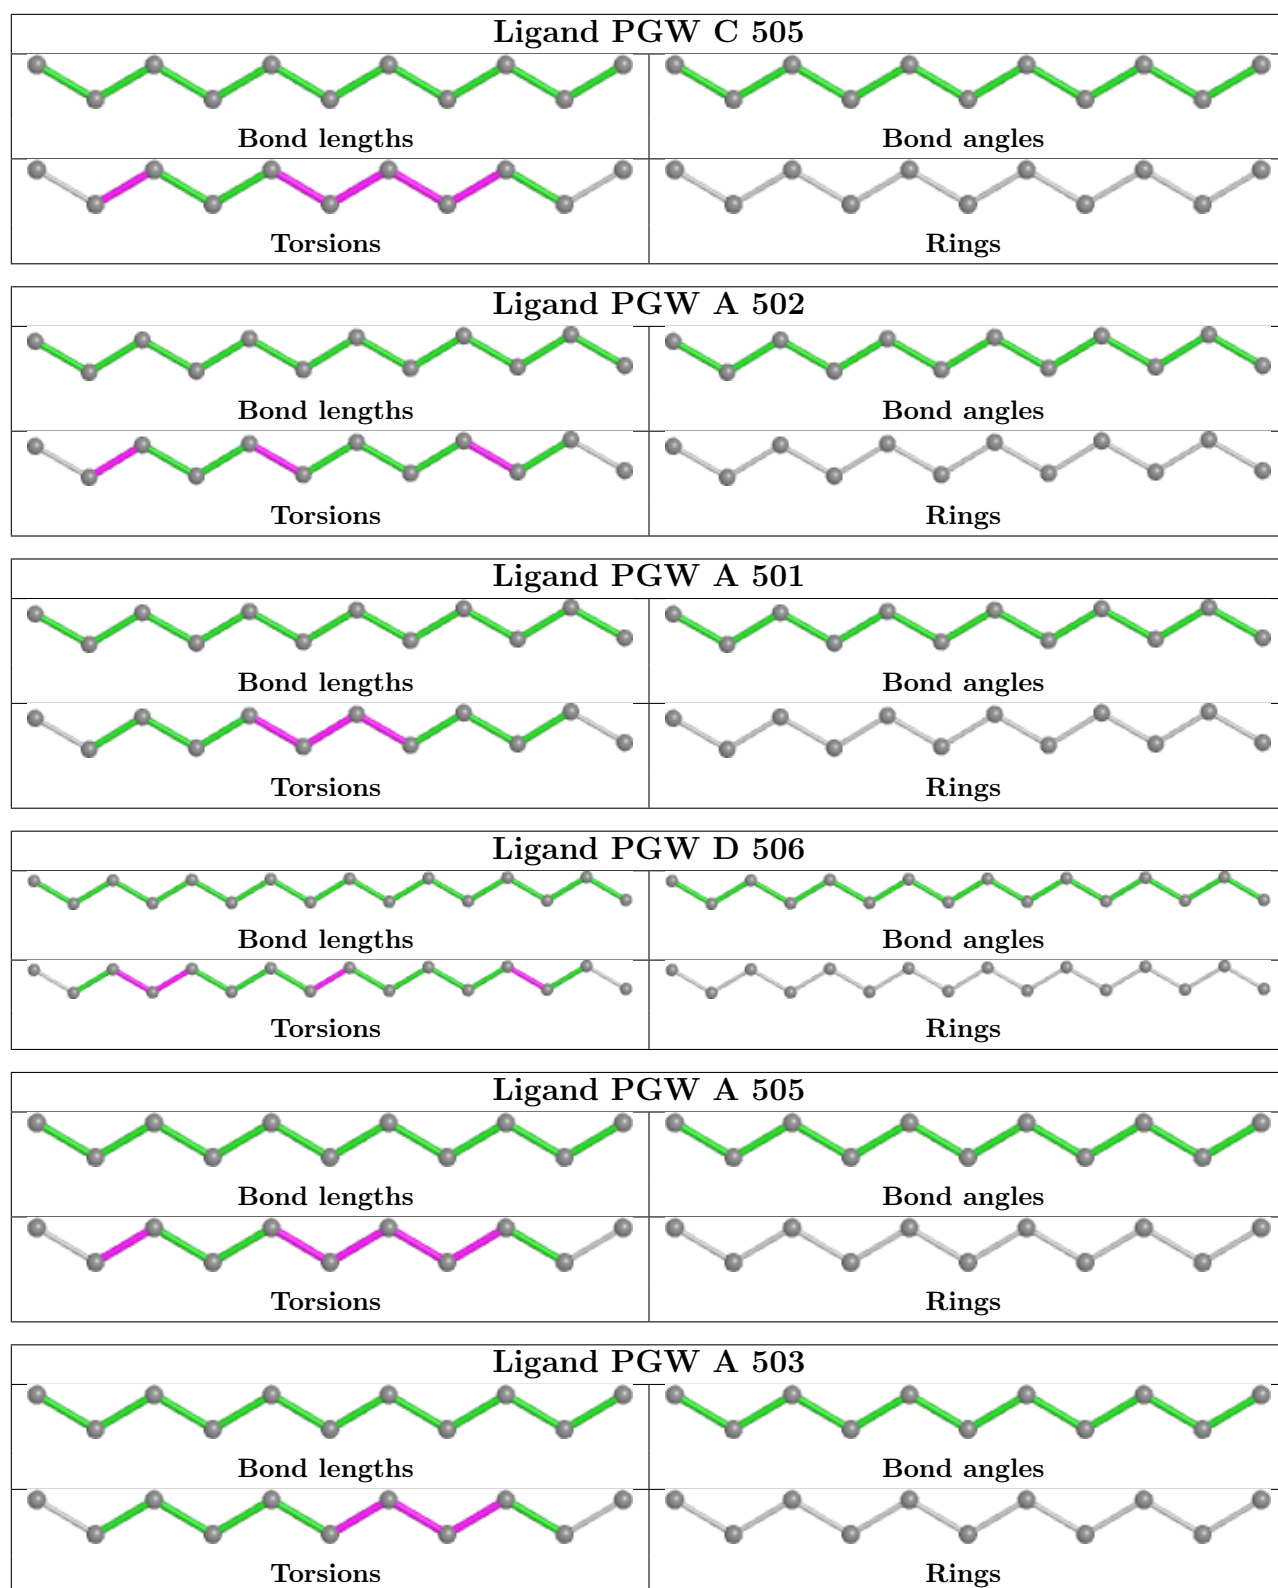 Ligand PGW C 505
Bond lengths
Bond angles
Torsions
Rings
Ligand PGW A 502
Bond lengths
Bond angles
Torsions
Rings
Ligand PGW A 501
Bond lengths
Bond angles
Torsions
Rings
Ligand PGW D 506
Bond lengths
Bond angles
Torsions
Rings
Ligand PGW A 505
Bond lengths
Bond angles
Torsions
Rings
Ligand PGW A 503
Bond lengths
Bond angles
Torsions
Rings